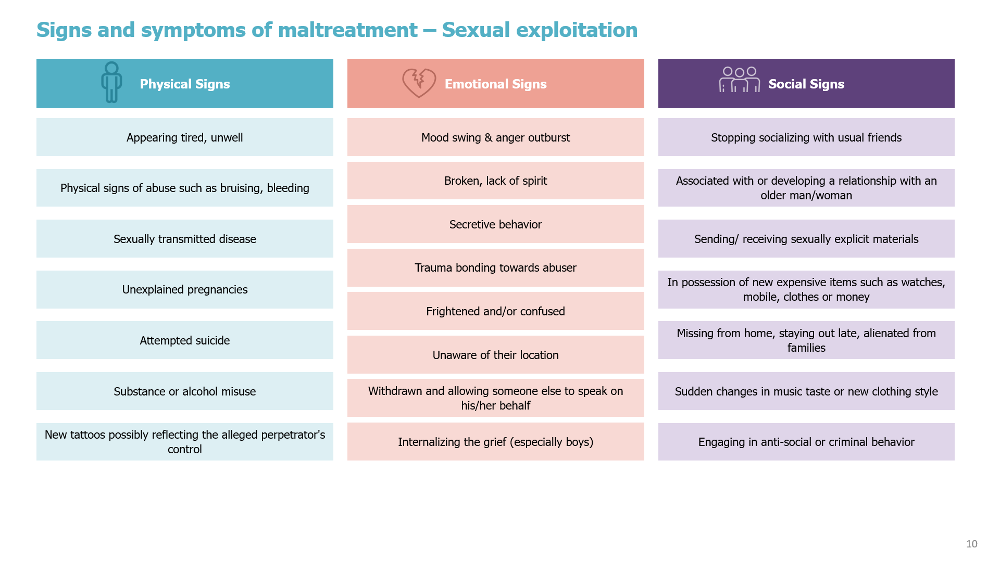 Signs and symptoms of maltreatment – Sexual exploitation
Physical Signs
Appearing tired, unwell
Physical signs of abuse such as bruising, bleeding
Sexually transmitted disease
Unexplained pregnancies
Attempted suicide
Substance or alcohol misuse
New tattoos possibly reflecting the alleged perpetrator's
control
Emotional Signs
Mood swing & anger outburst
Broken, lack of spirit
Secretive behavior
Trauma bonding towards abuser
Frightened and/or confused
Unaware of their location
Withdrawn and allowing someone else to speak on
his/her behalf
Internalizing the grief (especially boys)
Social Signs
Stopping socializing with usual friends
Associated with or developing a relationship with an
older man/woman
Sending/ receiving sexually explicit materials
In possession of new expensive items such as watches,
mobile, clothes or money
Missing from home, staying out late, alienated from
families
Sudden changes in music taste or new clothing style
Engaging in anti-social or criminal behavior
10